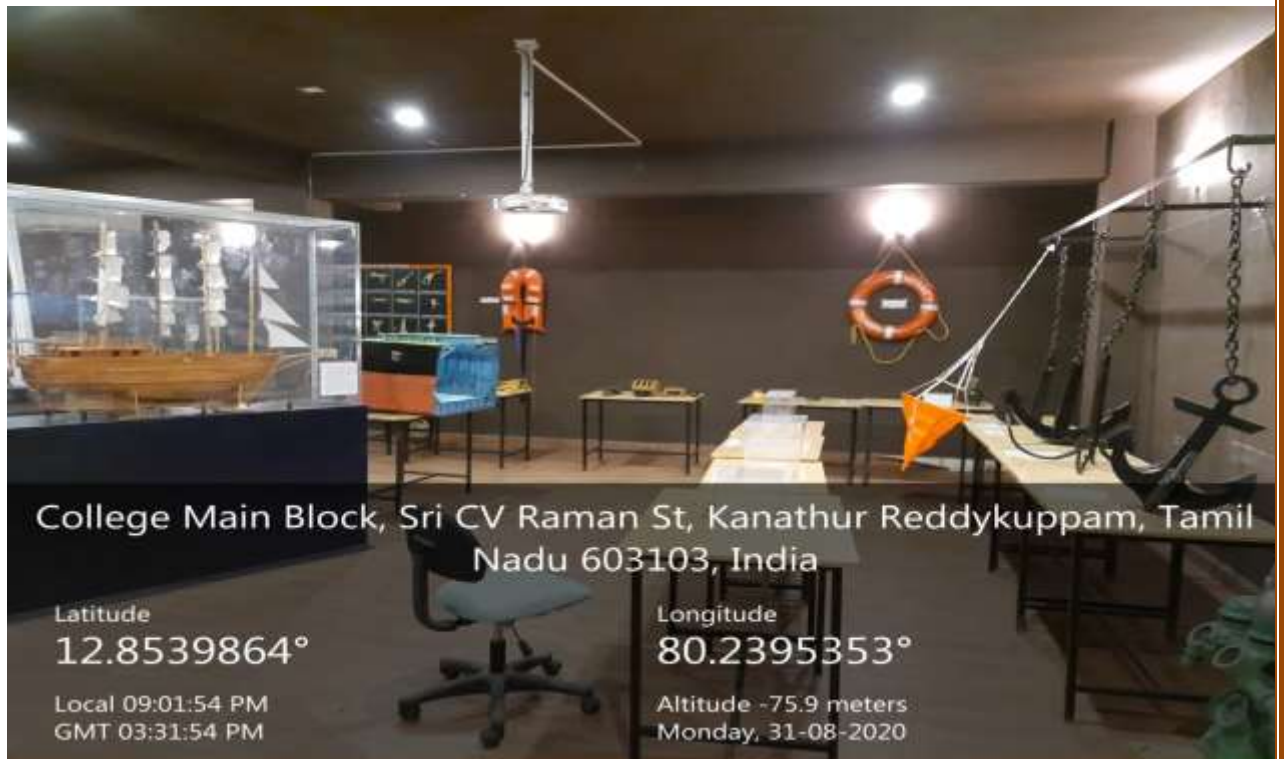 College Main Block, Sri CV Raman St, Kanathur Reddykuppam, Tamil
Nadu 603103, India
Latitude
12.8539864°
Longitude
80.2395353°
Local 09:01:54 PM
GMT 03:31:54 PM
Altitude -75.9 meters
Monday, 31-08-2020